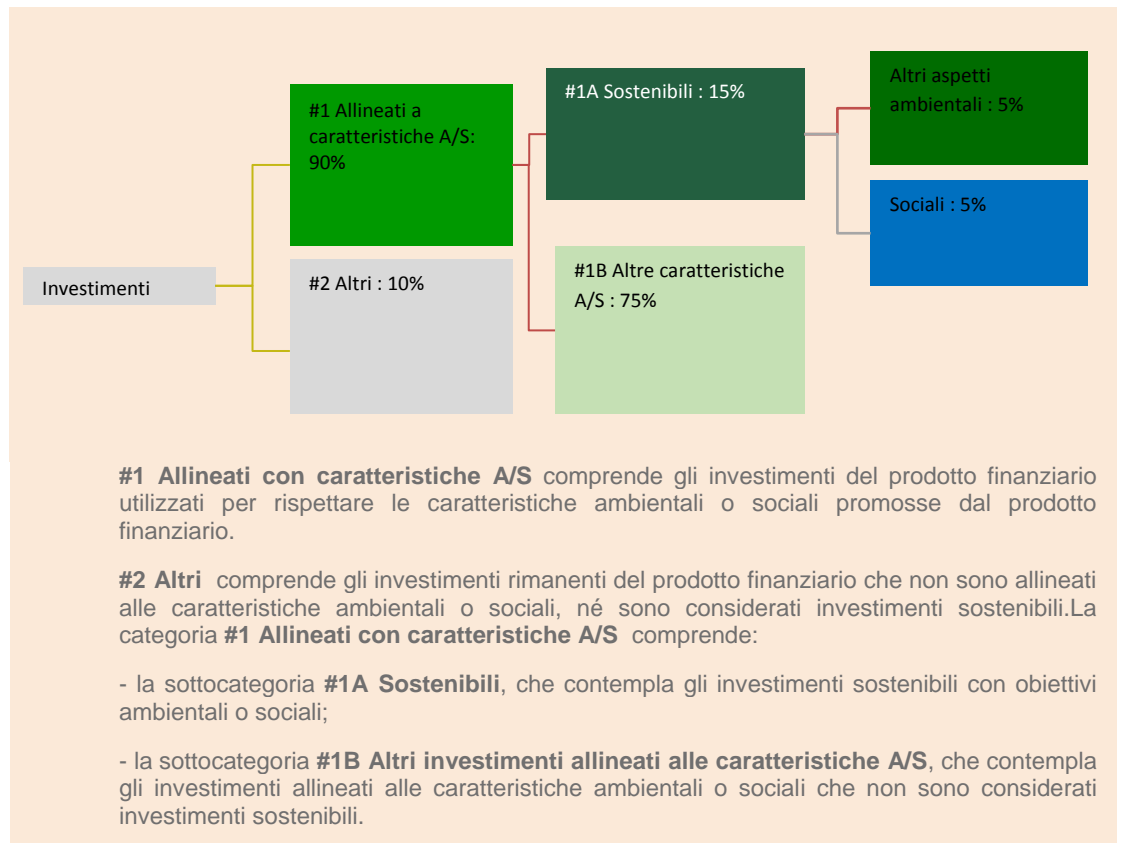 Investimenti
#1 Allineati a
caratteristiche A/S:
90%
#2 Altri : 10%
#1A Sostenibili : 15%
#1B Altre caratteristiche
A/S : 75%
Altri aspetti
ambientali : 5%
Sociali : 5%
#1 Allineati con caratteristiche A/S comprende gli investimenti del prodotto finanziario
utilizzati per rispettare le caratteristiche ambientali o sociali promosse dal prodotto
finanziario.
#2 Altri comprende gli investimenti rimanenti del prodotto finanziario che non sono allineati
alle caratteristiche ambientali o sociali, né sono considerati investimenti sostenibili.La
categoria #1 Allineati con caratteristiche A/S comprende:
- la sottocategoria #1A Sostenibili, che contempla gli investimenti sostenibili con obiettivi
ambientali o sociali;
- la sottocategoria #1B Altri investimenti allineati alle caratteristiche A/S, che contempla
gli investimenti allineati alle caratteristiche ambientali o sociali che non sono considerati
investimenti sostenibili.